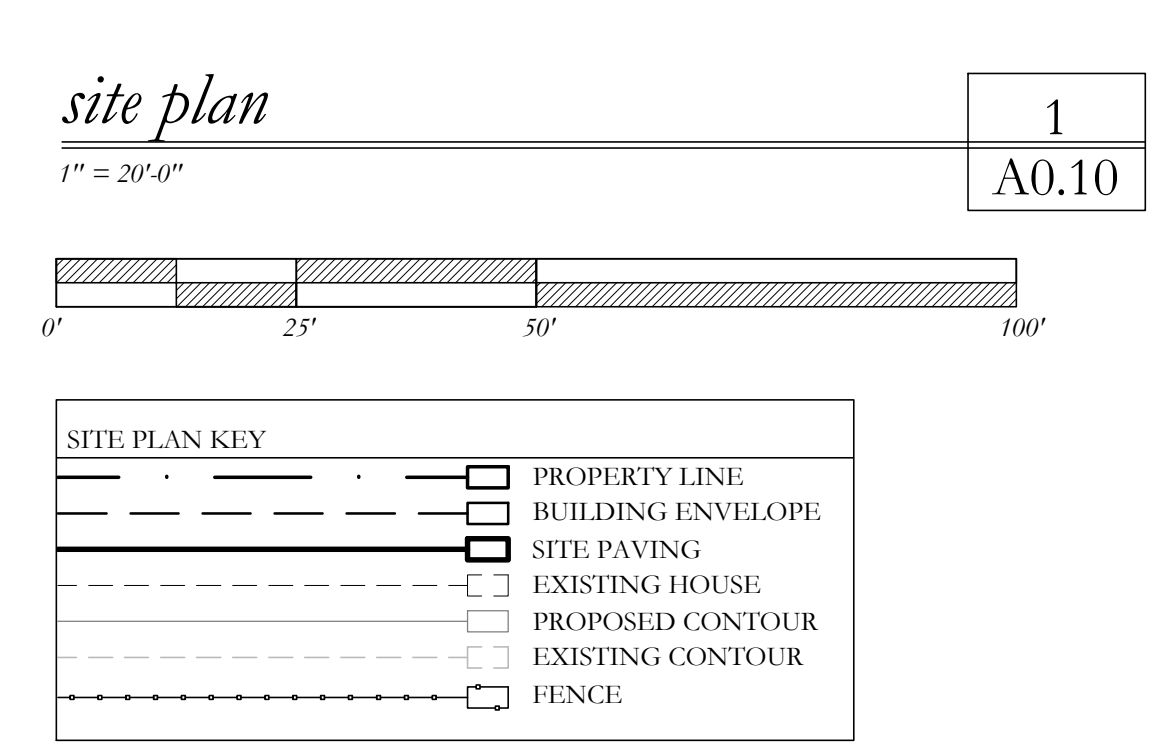 site plan
1
1" = 20'-0"
A0.10
0' 25' 50' 100'
SITE PLAN KEY
PROPERTY LINE
BUILDING ENVELOPE
SITE PAVING
EXISTING HOUSE
PROPOSED CONTOUR
EXISTING CONTOUR
FENCE